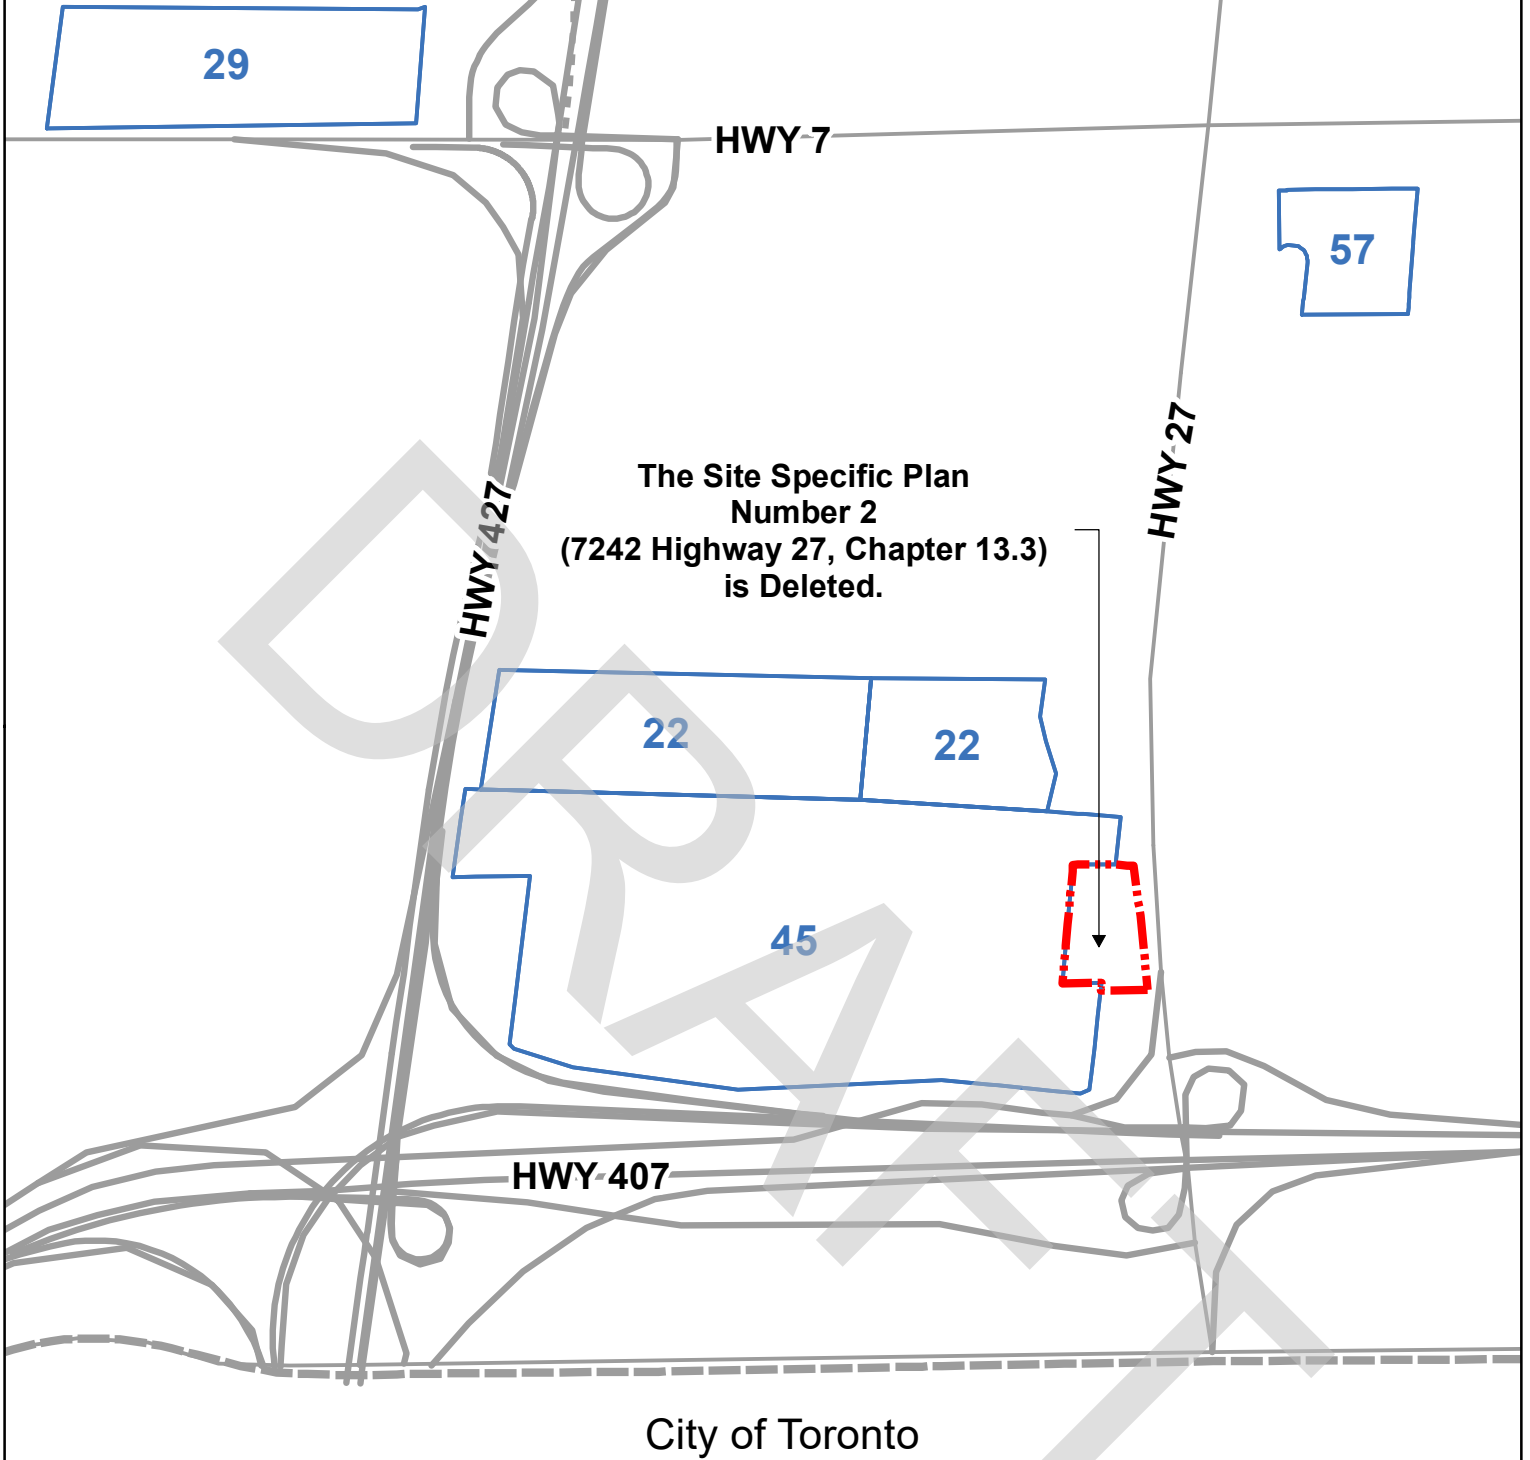 29
HWY 7
57
HWY 27
The Site Specific Plan
Number 2
(7242 Highway 27, Chapter 13.3)
is Deleted.
HWY 427
22
22
45
HWY 407
City of Toronto
DRAFT